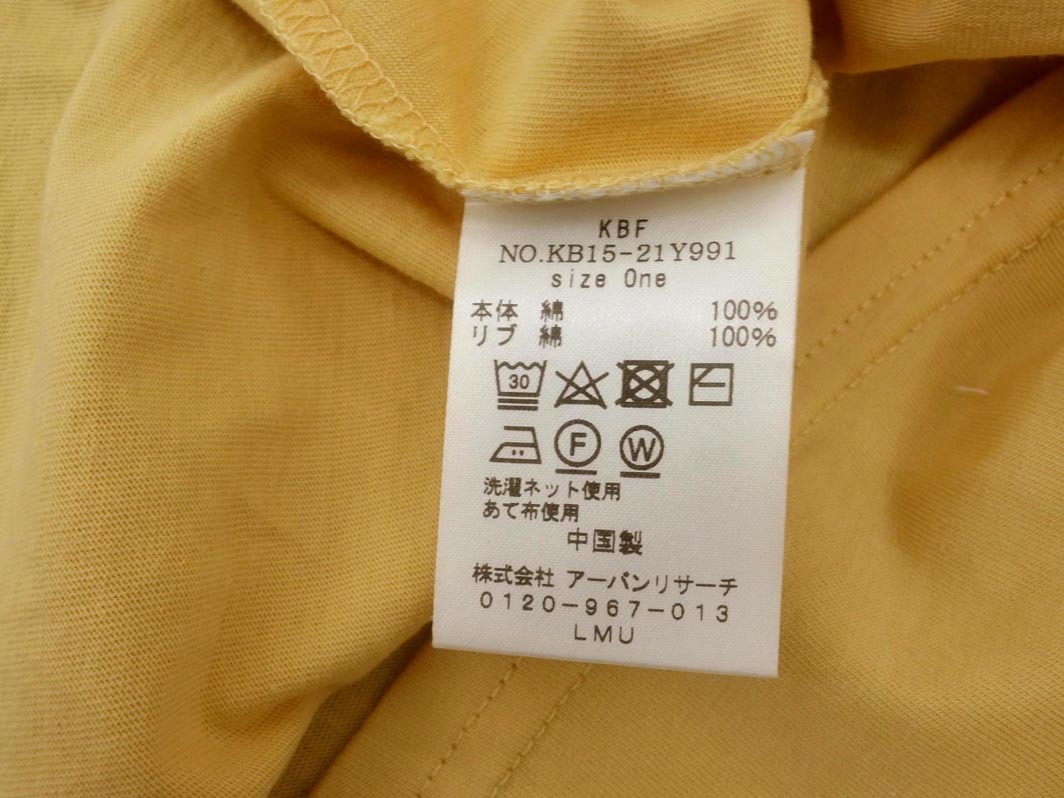 KBF
NO.KB15-21Y991
size One
本体 綿 100%
リブ 綿 100%
30
F W
洗濯ネット使用
あて布使用
中国製
株式会社 アーバンリサーチ
0120-967-013
LMU